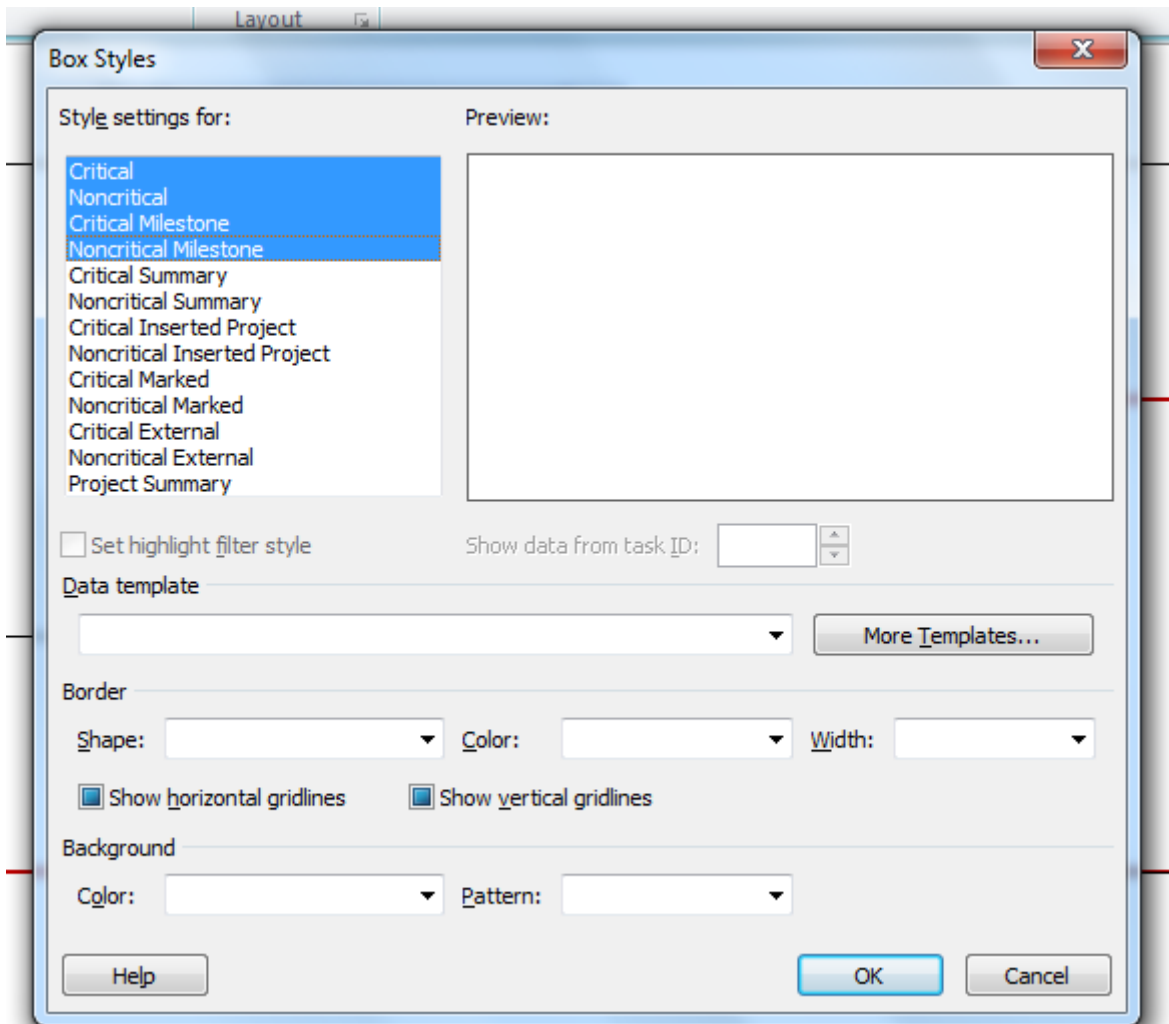 Layout
Box Styles
Style settings for:
Preview:
Critical
Noncritical
Critical Milestone
Noncritical Milestone
Critical Summary
Noncritical Summary
Critical Inserted Project
Noncritical Inserted Project
Critical Marked
Noncritical Marked
Critical External
Noncritical External
Project Summary
Set highlight filter style
Show data from task ID:
Data template
More Templates...
Border
Shape:
Color:
Width:
Show horizontal gridlines
Show vertical gridlines
Background
Color:
Pattern:
Help
OK
Cancel